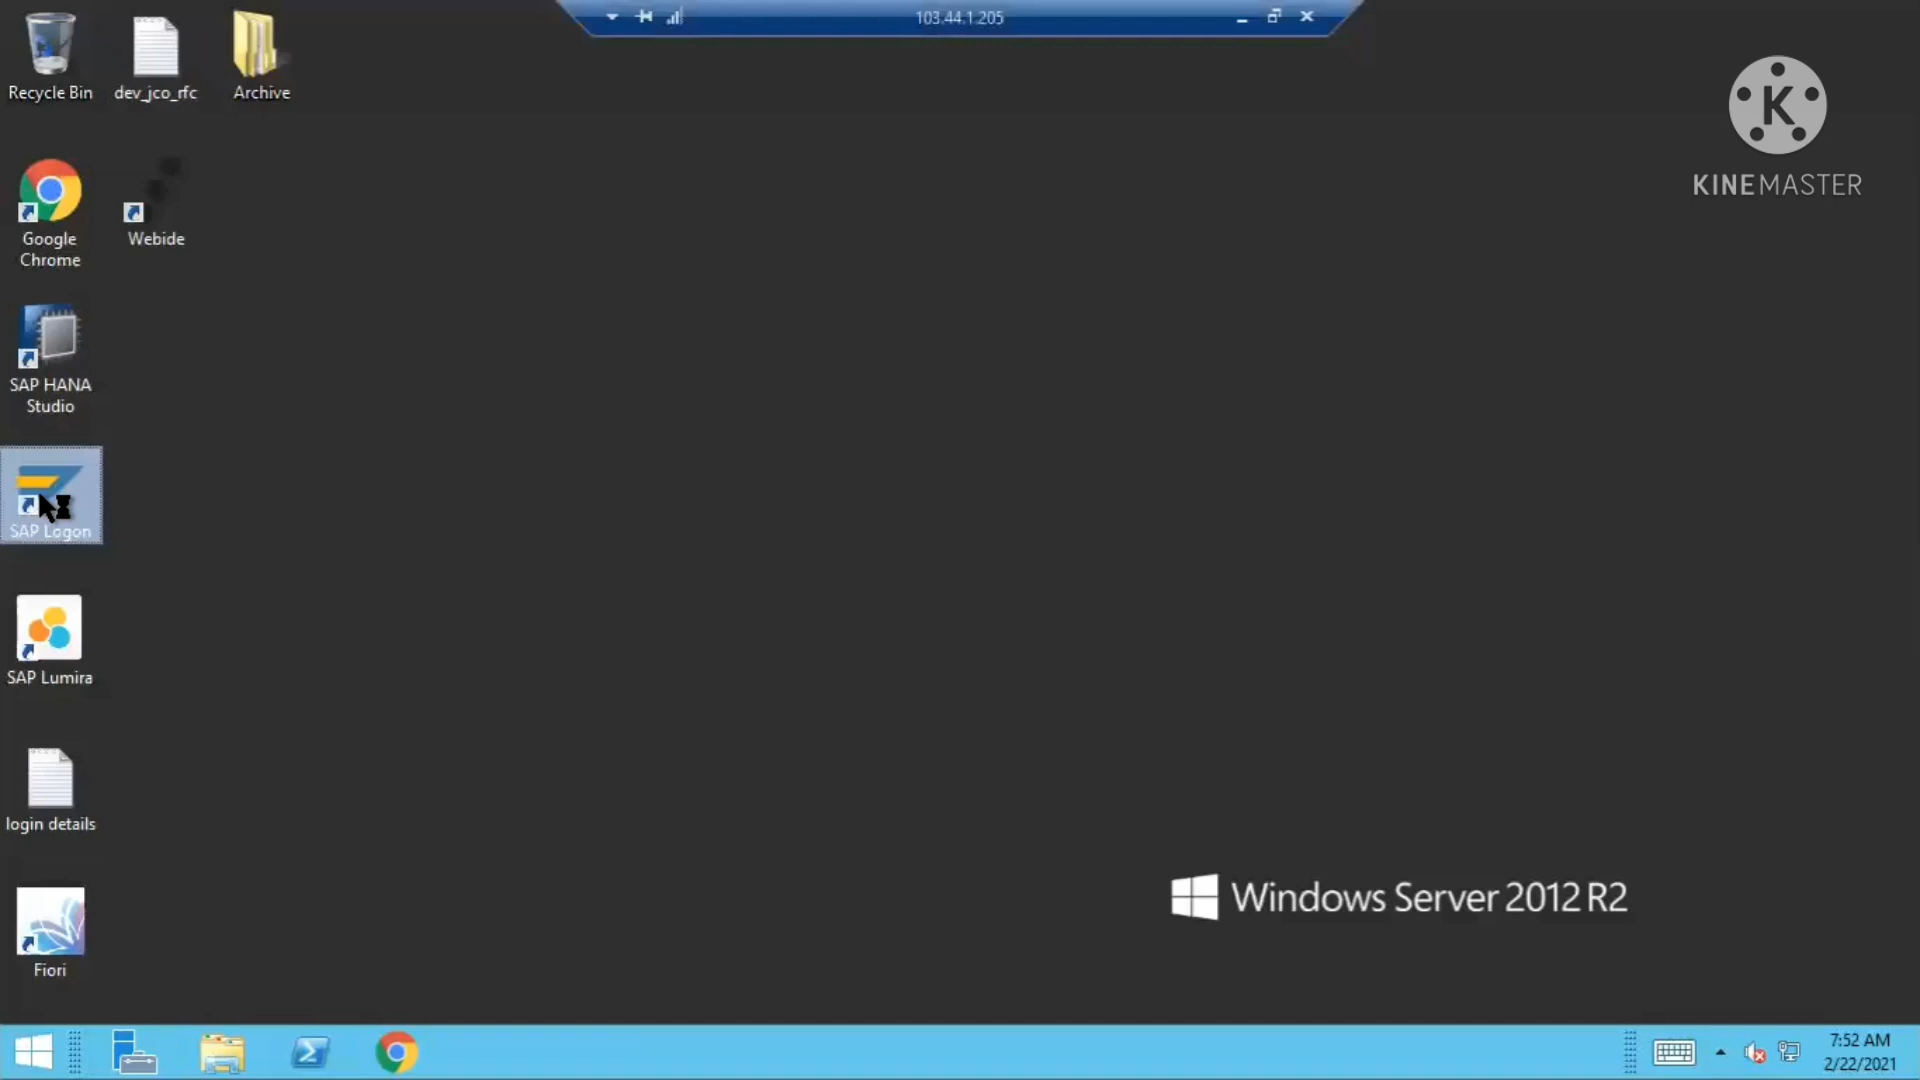 103.44.1.205
Recycle Bin
dev_jco_rfc
Archive
K
KINEMASTER
Google
Chrome
Webide
SAP HANA
Studio
SAP Logon
SAP Lumira
login details
Windows Server 2012 R2
Fiori
7:52 AM
2/22/2021